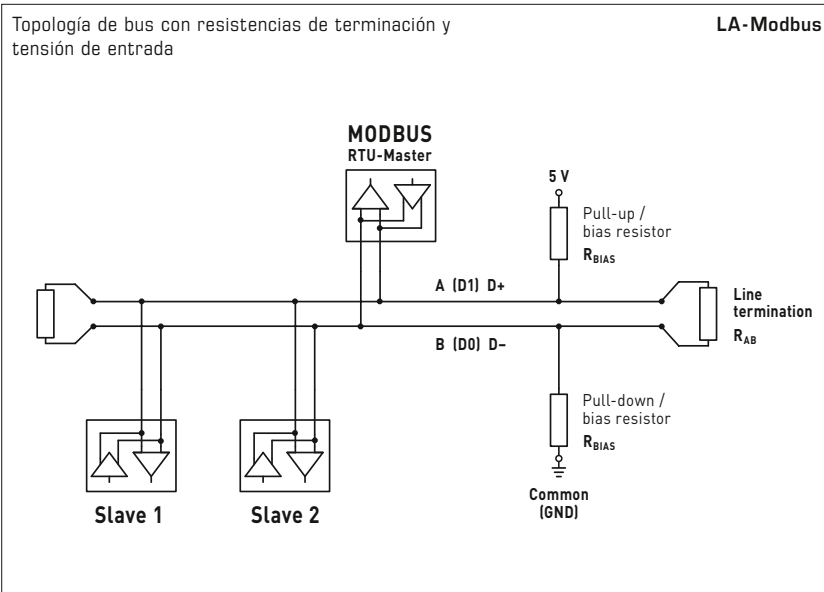 Topología de bus con resistencias de terminación y
tensión de entrada
LA-Modbus
MODBUS
RTU-Master
5 V
Pull-up /
bias resistor
RBIAS
A (D1) D+
Line
termination
RAB
B (D0) D–
Pull-down /
bias resistor
RBIAS
Common
(GND)
Slave 1
Slave 2